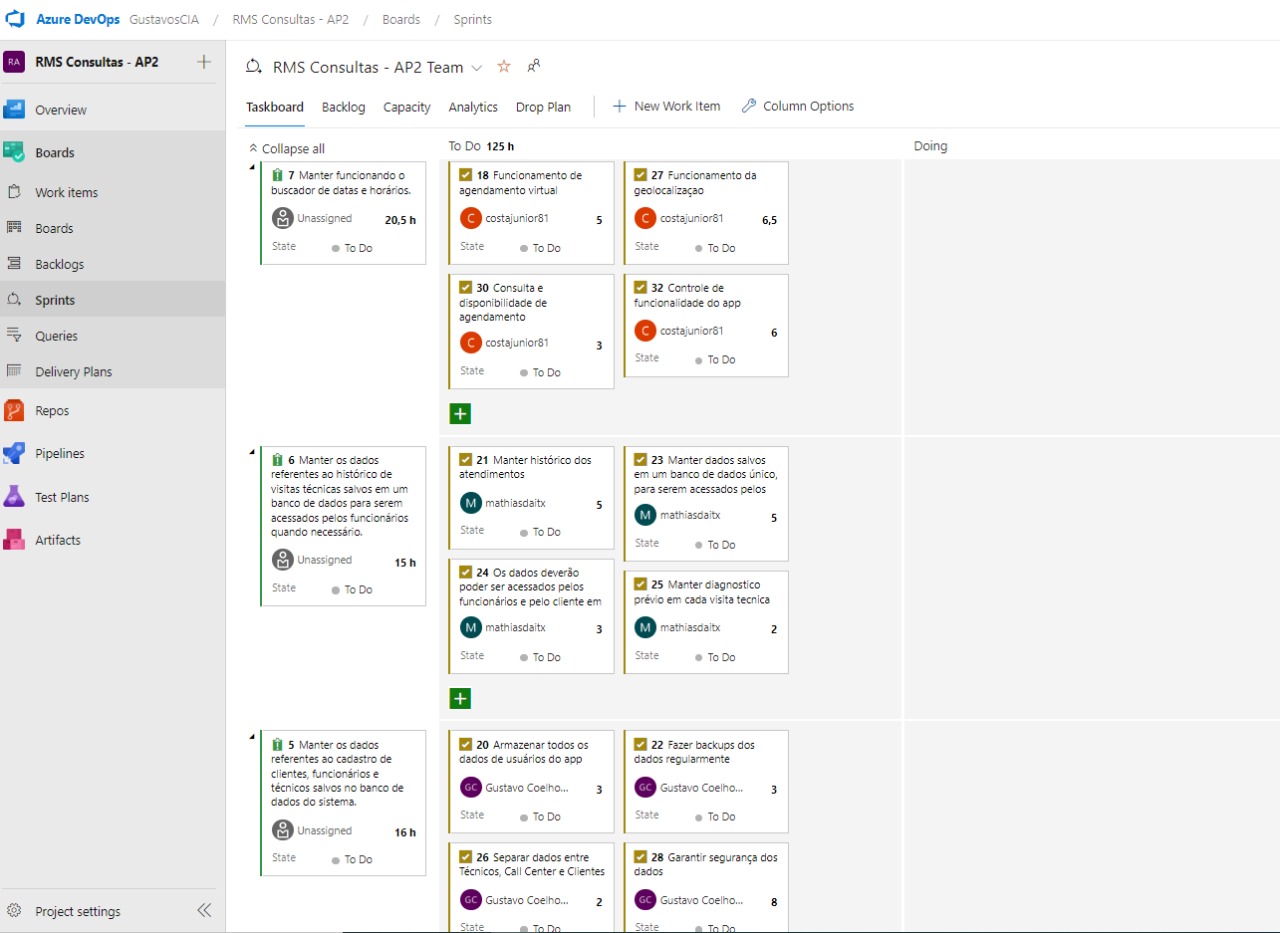 Azure DevOps GustavosCIA / RMS Consultas - AP2 / Boards / Sprints
RA RMS Consultas - AP2
Overview
Boards
Work items
Boards
Backlogs
Sprints
Queries
Delivery Plans
Repos
Pipelines
Test Plans
Artifacts
Project settings
RMS Consultas - AP2 Team
Taskboard Backlog Capacity Analytics Drop Plan New Work Item Column Options
Collapse all
To Do 125 h
Doing
7 Manter funcionando o
buscador de datas e horários.
Unassigned 20,5 h
State To Do
18 Funcionamento de
agendamento virtual
C costajunior81 5
State To Do
27 Funcionamento da
geolocalizaçao
C costajunior81 6,5
State To Do
30 Consulta e
disponibilidade de
agendamento
C costajunior81 3
State To Do
32 Controle de
funcionalidade do app
C costajunior81 6
State To Do
6 Manter os dados
referentes ao histórico de
visitas técnicas salvos em um
banco de dados para serem
acessados pelos funcionários
quando necessário.
Unassigned 15 h
State To Do
21 Manter histórico dos
atendimentos
M mathiasdaitx 5
State To Do
23 Manter dados salvos
em um banco de dados único,
para serem acessados pelos
M mathiasdaitx 5
State To Do
24 Os dados deverão
poder ser acessados pelos
funcionários e pelo cliente em
M mathiasdaitx 3
State To Do
25 Manter diagnostico
prévio em cada visita tecnica
M mathiasdaitx 2
State To Do
5 Manter os dados
referentes ao cadastro de
clientes, funcionários e
técnicos salvos no banco de
dados do sistema.
Unassigned 16 h
State To Do
20 Armazenar todos os
dados de usuários do app
GC Gustavo Coelho... 3
State To Do
22 Fazer backups dos
dados regularmente
GC Gustavo Coelho... 3
State To Do
26 Separar dados entre
Técnicos, Call Center e Clientes
GC Gustavo Coelho... 2
State To Do
28 Garantir segurança dos
dados
GC Gustavo Coelho... 8
State To Do